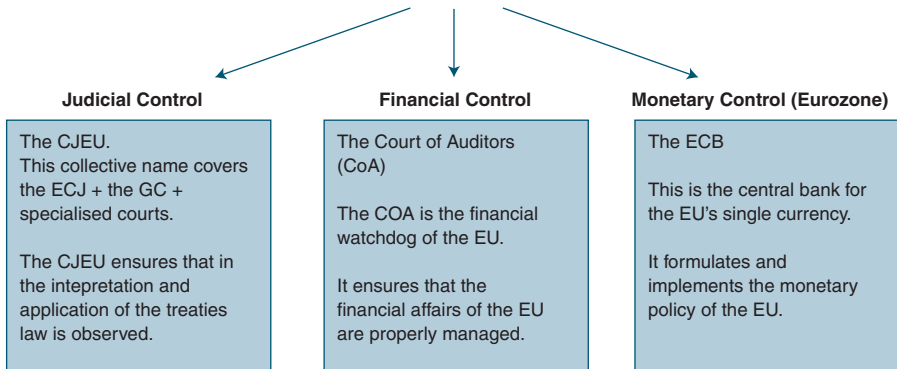 Judicial Control
The CJEU.
This collective name covers
the ECJ + the GC +
specialised courts.
The CJEU ensures that in
the intepretation and
application of the treaties
law is observed.
Financial Control
The Court of Auditors
(CoA)
The COA is the financial
watchdog of the EU.
It ensures that the
financial affairs of the EU
are properly managed.
Monetary Control (Eurozone)
The ECB
This is the central bank for
the EU's single currency.
It formulates and
implements the monetary
policy of the EU.